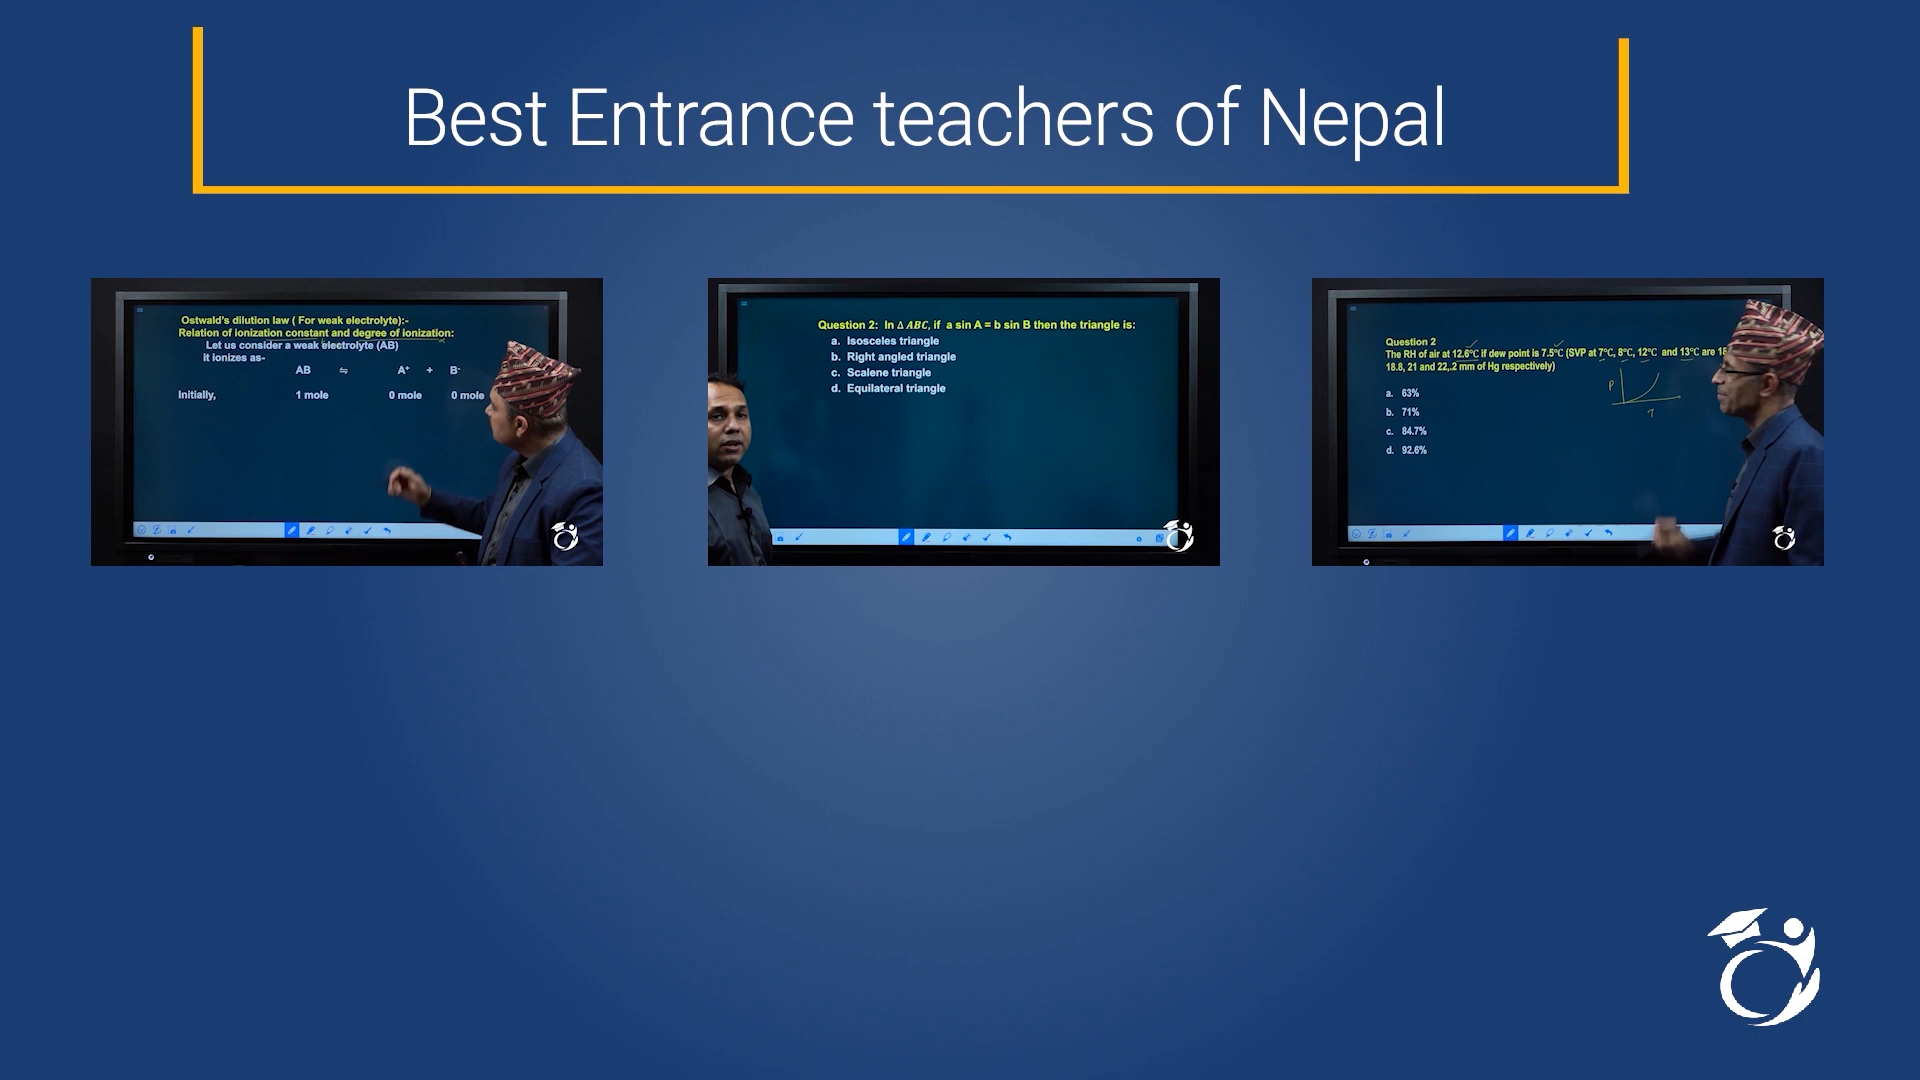 Best Entrance teachers of Nepal
Ostwald's dilution law ( For weak electrolyte):-
Relation of ionization constant and degree of ionization:
Let us consider a weak electrolyte (AB)
it ionizes as-
AB ⇋ A⁺ + B⁻
Initially, 1 mole 0 mole 0 mole
Question 2: In Δ ABC, if a sin A = b sin B then the triangle is:
a. Isosceles triangle
b. Right angled triangle
c. Scalene triangle
d. Equilateral triangle
Question 2
The RH of air at 12.6°C if dew point is 7.5°C (SVP at 7°C, 8°C, 12°C and 13°C are
18.8, 21 and 22,.2 mm of Hg respectively)
P
T
a. 63%
b. 71%
c. 84.7%
d. 92.6%